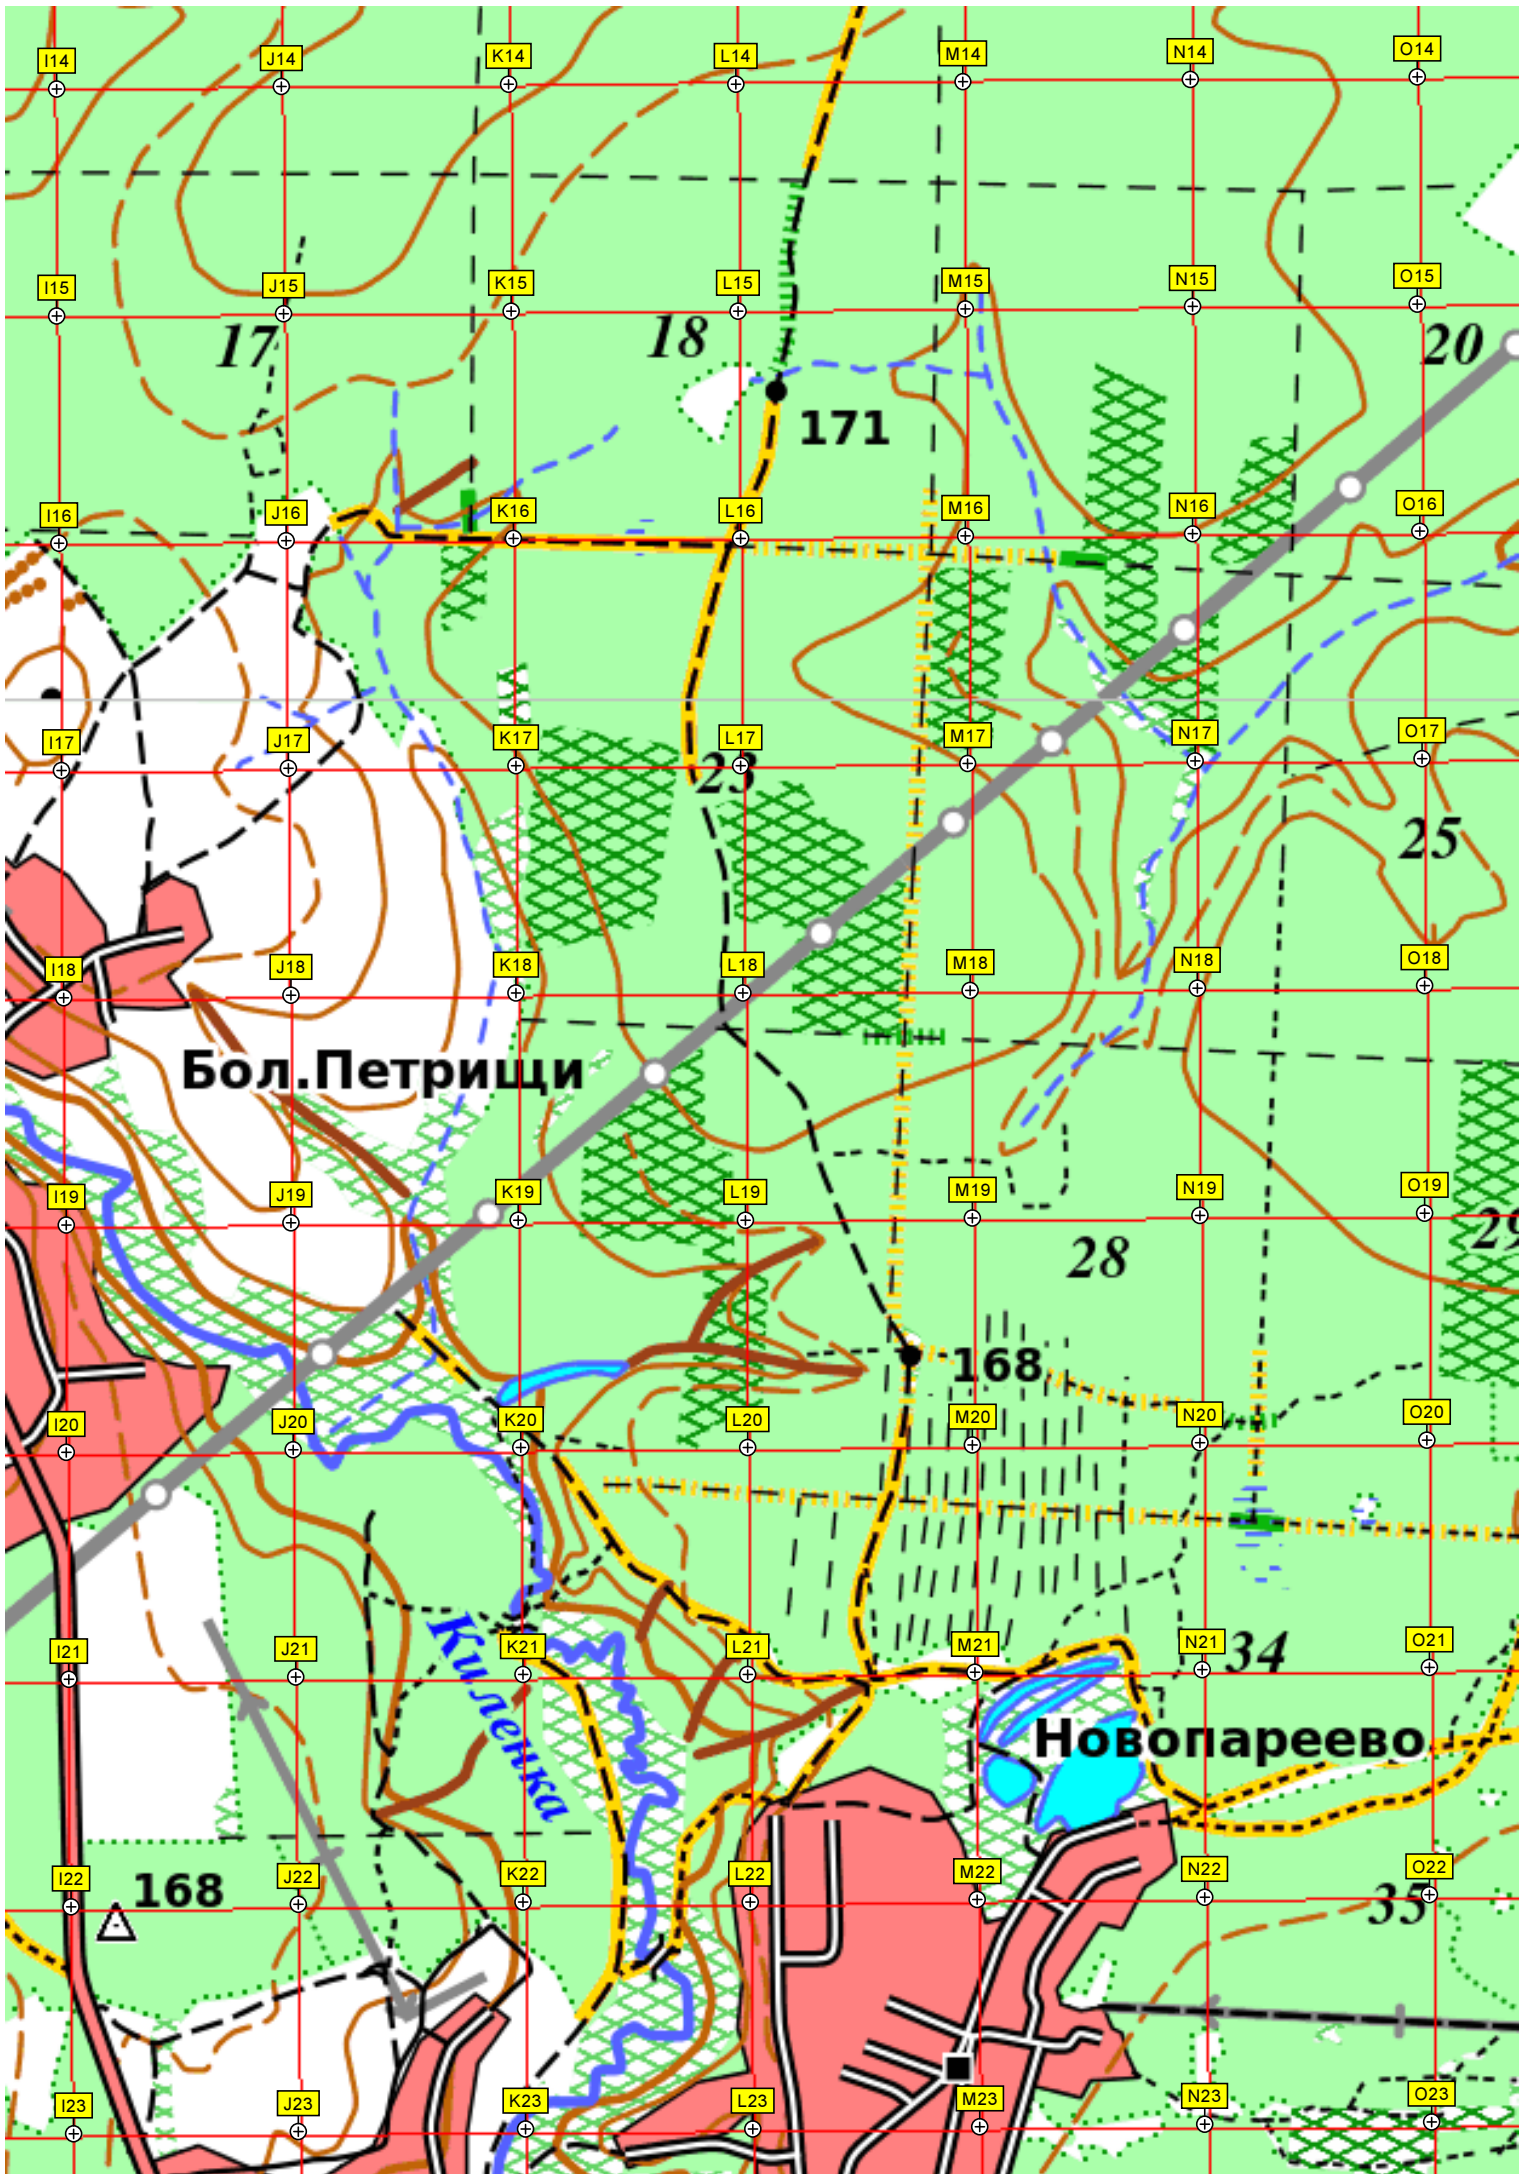 I14 J14 K14 L14 M14 N14 O14
I15 J15 K15 L15 M15 N15 O15
17 18 20
171
I16 J16 K16 L16 M16 N16 O16
I17 J17 K17 L17 M17 N17 O17
23
25
I18 J18 K18 L18 M18 N18 O18
Бол.Петрищи
I19 J19 K19 L19 M19 N19 O19
28 29
168
I20 J20 K20 L20 M20 N20 O20
I21 J21 K21 L21 M21 N21 34 O21
Киленка
Новопареево
I22 J22 K22 L22 M22 N22 O22
168 35
I23 J23 K23 L23 M23 N23 O23